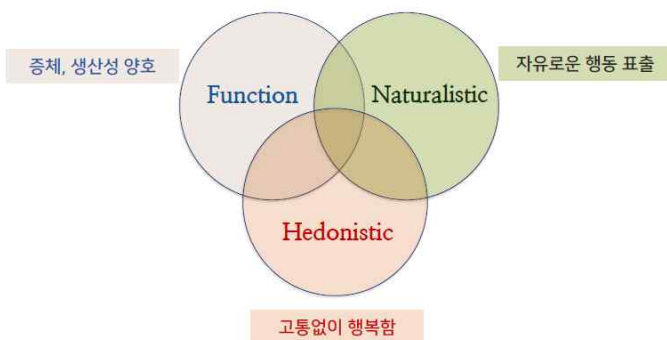 증체, 생산성 양호
자유로운 행동 표출
Function
Naturalistic
Hedonistic
고통없이 행복함